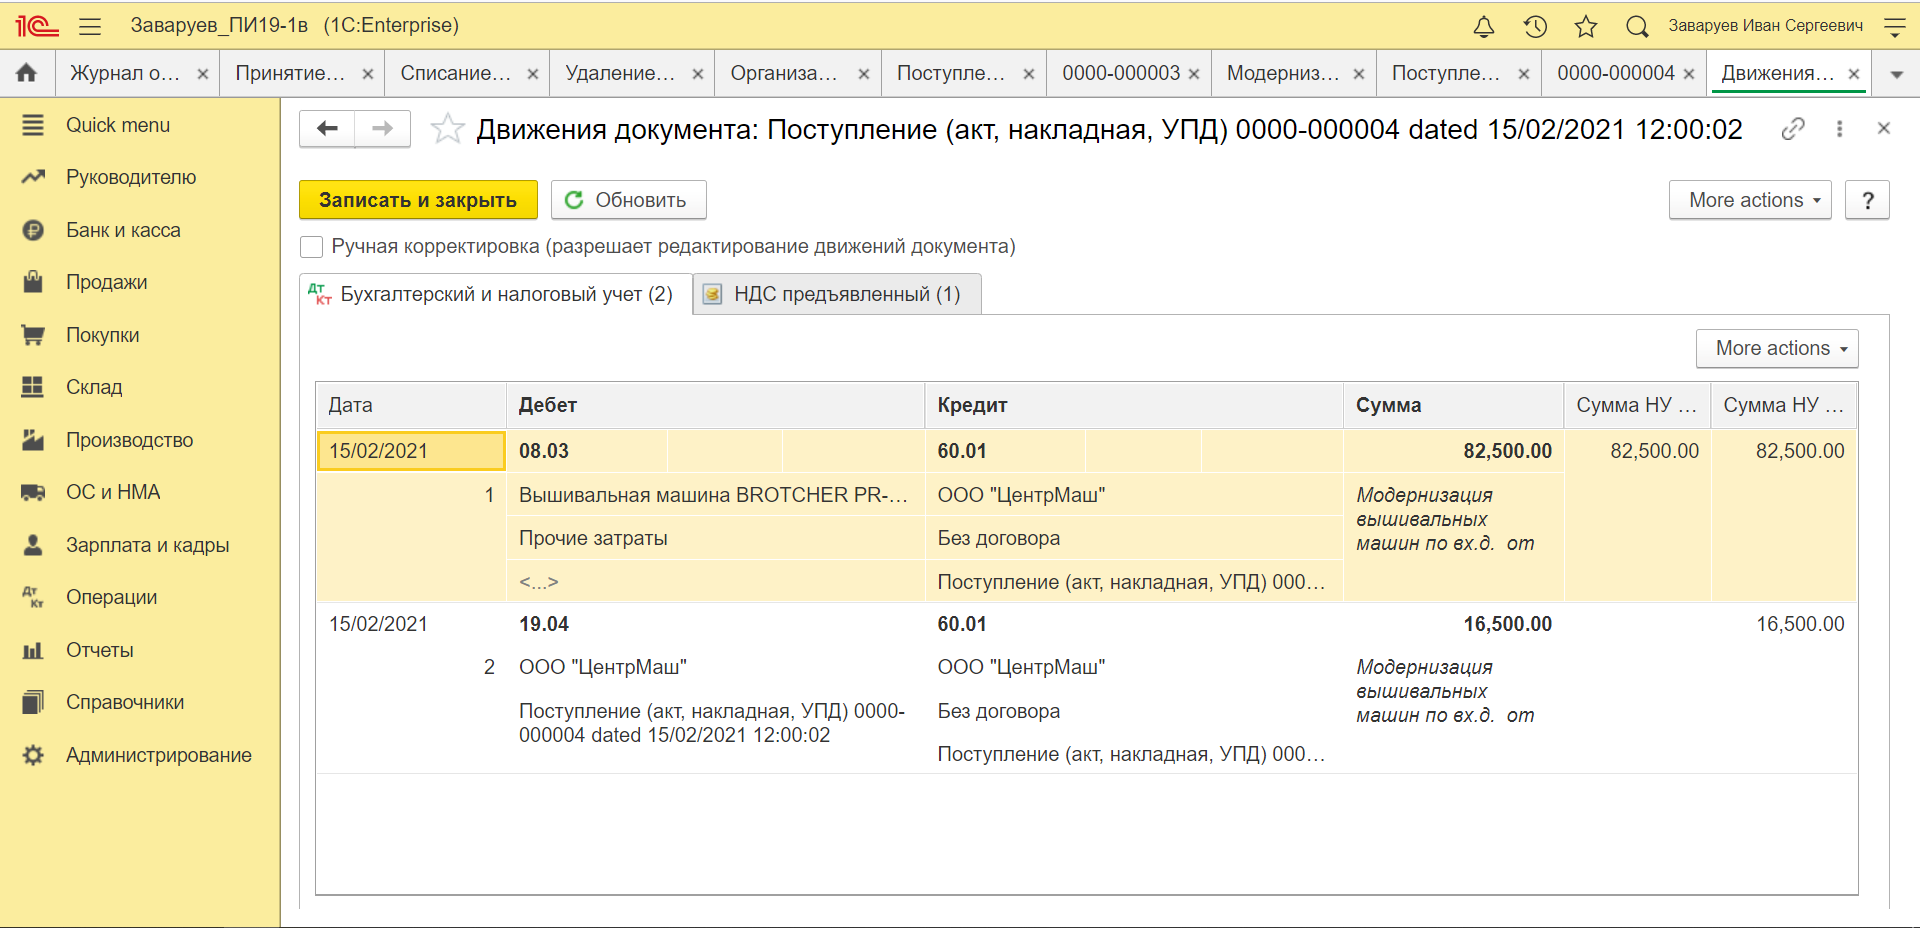 1С Заваруев_ПИ19-1в (1C:Enterprise) Заваруев Иван Сергеевич
Журнал о... × Принятие... × Списание... × Удаление... × Организа... × Поступле... × 0000-000003 × Модерниз... × Поступле... × 0000-000004 × Движения... ×
Quick menu
Руководителю
Банк и касса
Продажи
Покупки
Склад
Производство
ОС и НМА
Зарплата и кадры
Дт Кт Операции
Отчеты
Справочники
Администрирование
Движения документа: Поступление (акт, накладная, УПД) 0000-000004 dated 15/02/2021 12:00:02
Записать и закрыть Обновить More actions ?
Ручная корректировка (разрешает редактирование движений документа)
Дт Кт Бухгалтерский и налоговый учет (2) НДС предъявленный (1)
More actions
Дата Дебет Кредит Сумма Сумма НУ ... Сумма НУ ...
15/02/2021 08.03 60.01 82,500.00 82,500.00 82,500.00
1 Вышивальная машина BROTCHER PR-... ООО "ЦентрМаш" Модернизация
вышивальных
Прочие затраты Без договора машин по вх.д. от
<...> Поступление (акт, накладная, УПД) 000...
15/02/2021 19.04 60.01 16,500.00 16,500.00
2 ООО "ЦентрМаш" ООО "ЦентрМаш" Модернизация
вышивальных
Поступление (акт, накладная, УПД) 0000- Без договора машин по вх.д. от
000004 dated 15/02/2021 12:00:02
Поступление (акт, накладная, УПД) 000...